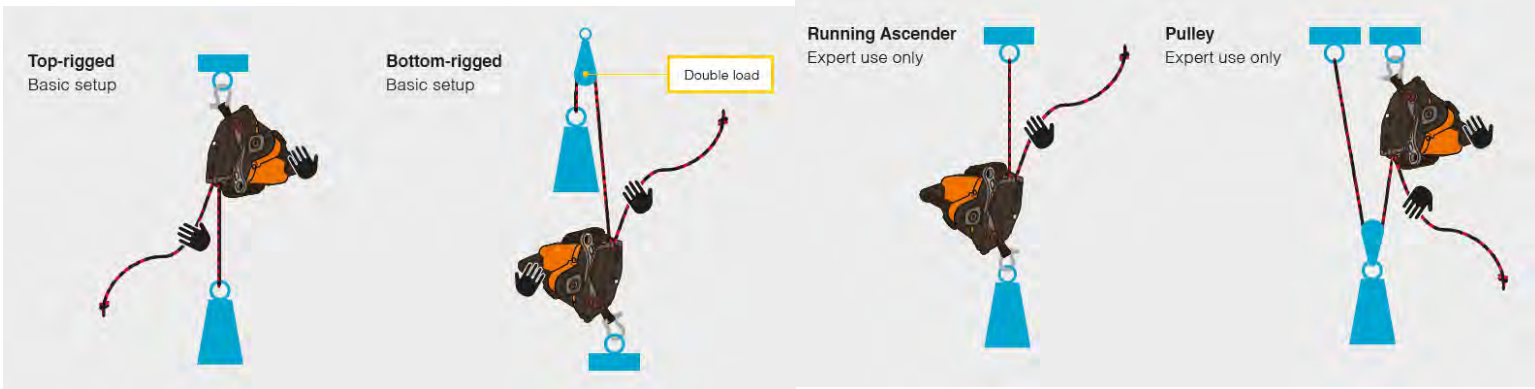 Top-rigged
Basic setup
Bottom-rigged
Basic setup
Double load
Running Ascender
Expert use only
Pulley
Expert use only